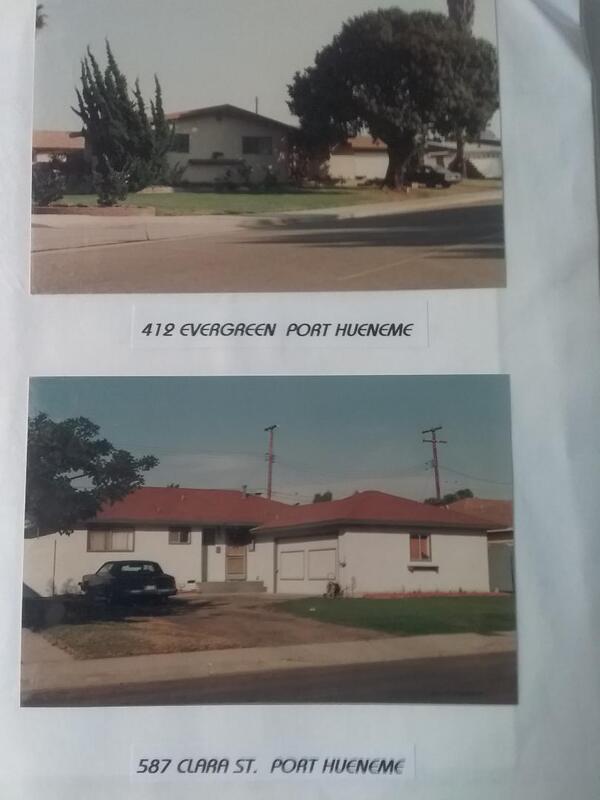 412 EVERGREEN PORT HUENEME
587 CLARA ST. PORT HUENEME